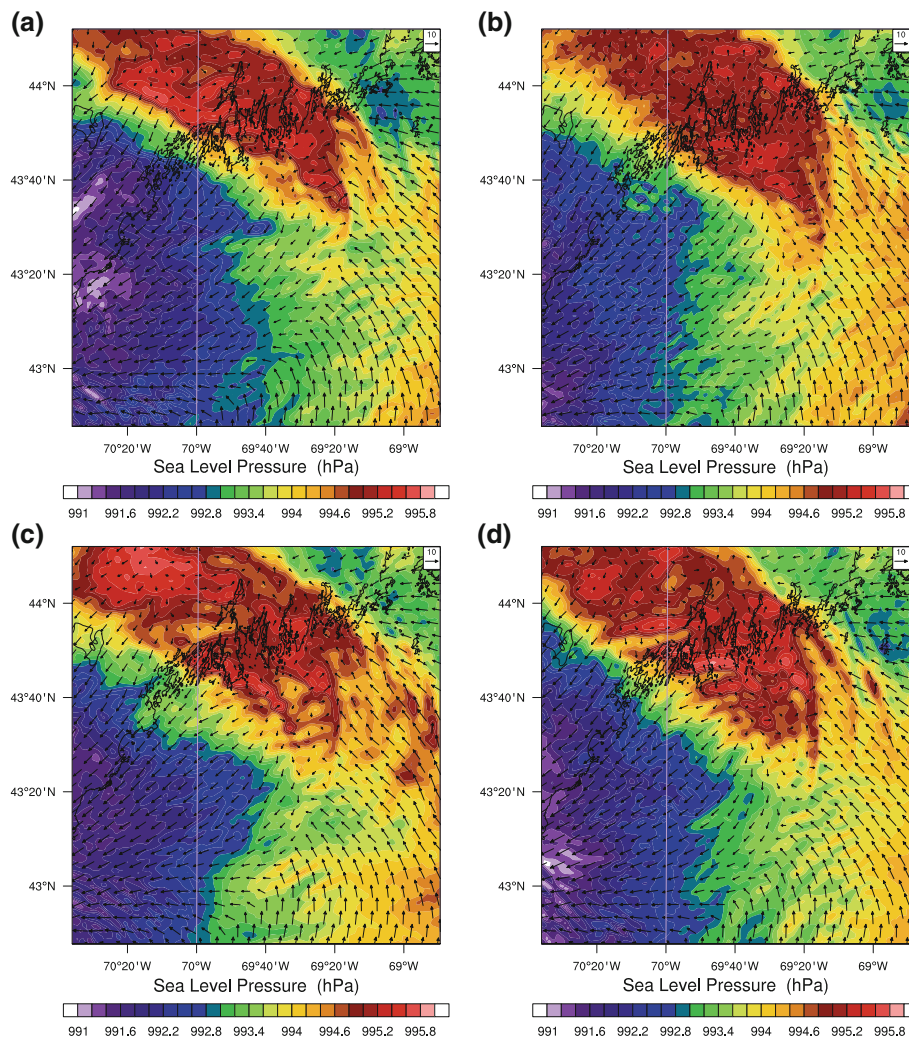 (a)
(b)
10
10
44°N
43°40'N
43°20'N
43°N
44°N
43°40'N
43°20'N
43°N
70°20'W 70°W 69°40'W 69°20'W 69°W
70°20'W 70°W 69°40'W 69°20'W 69°W
Sea Level Pressure (hPa)
Sea Level Pressure (hPa)
991 991.6 992.2 992.8 993.4 994 994.6 995.2 995.8
991 991.6 992.2 992.8 993.4 994 994.6 995.2 995.8
(c)
(d)
10
10
44°N
43°40'N
43°20'N
43°N
44°N
43°40'N
43°20'N
43°N
70°20'W 70°W 69°40'W 69°20'W 69°W
70°20'W 70°W 69°40'W 69°20'W 69°W
Sea Level Pressure (hPa)
Sea Level Pressure (hPa)
991 991.6 992.2 992.8 993.4 994 994.6 995.2 995.8
991 991.6 992.2 992.8 993.4 994 994.6 995.2 995.8